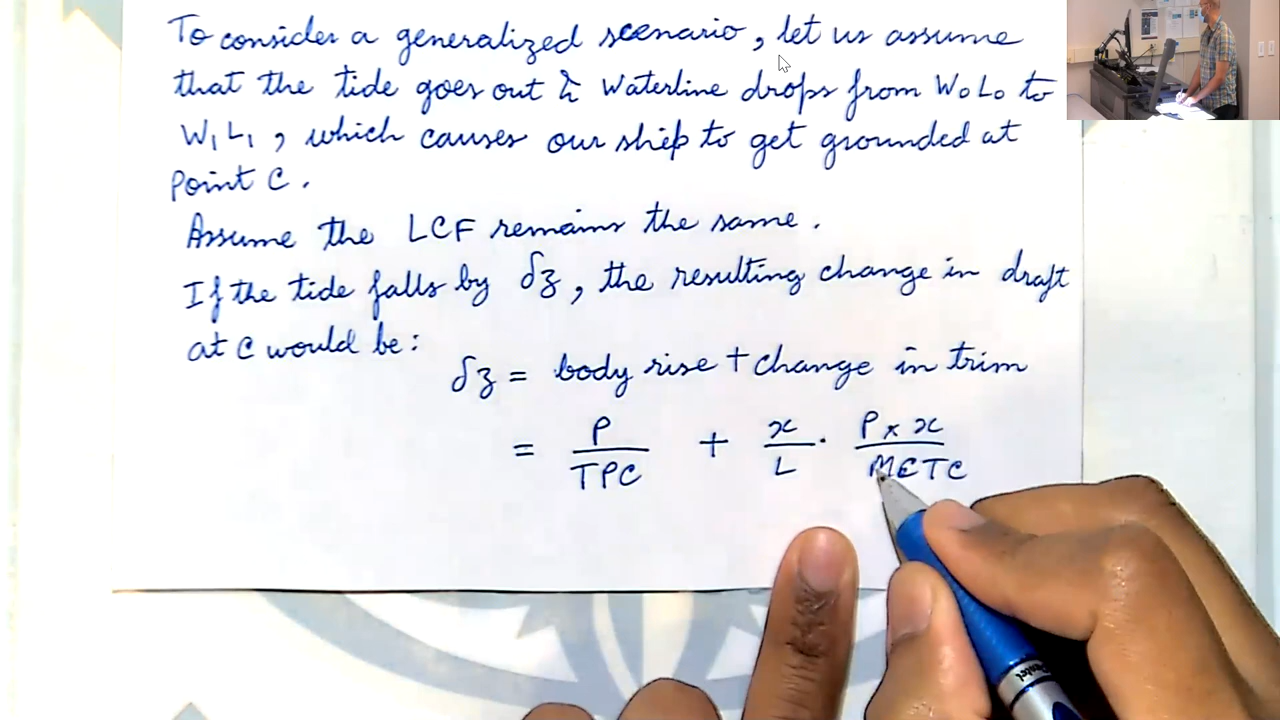 To consider a generalized scenario, let us assume
that the tide goes out & Waterline drops from W₀L₀ to
W₁L₁, which causes our ship to get grounded at
Point C.
Assume the LCF remains the same.
If the tide falls by δz, the resulting change in draft
at C would be:
δz = body rise + change in trim
= P/TPC + x/L · P × x/MCTC